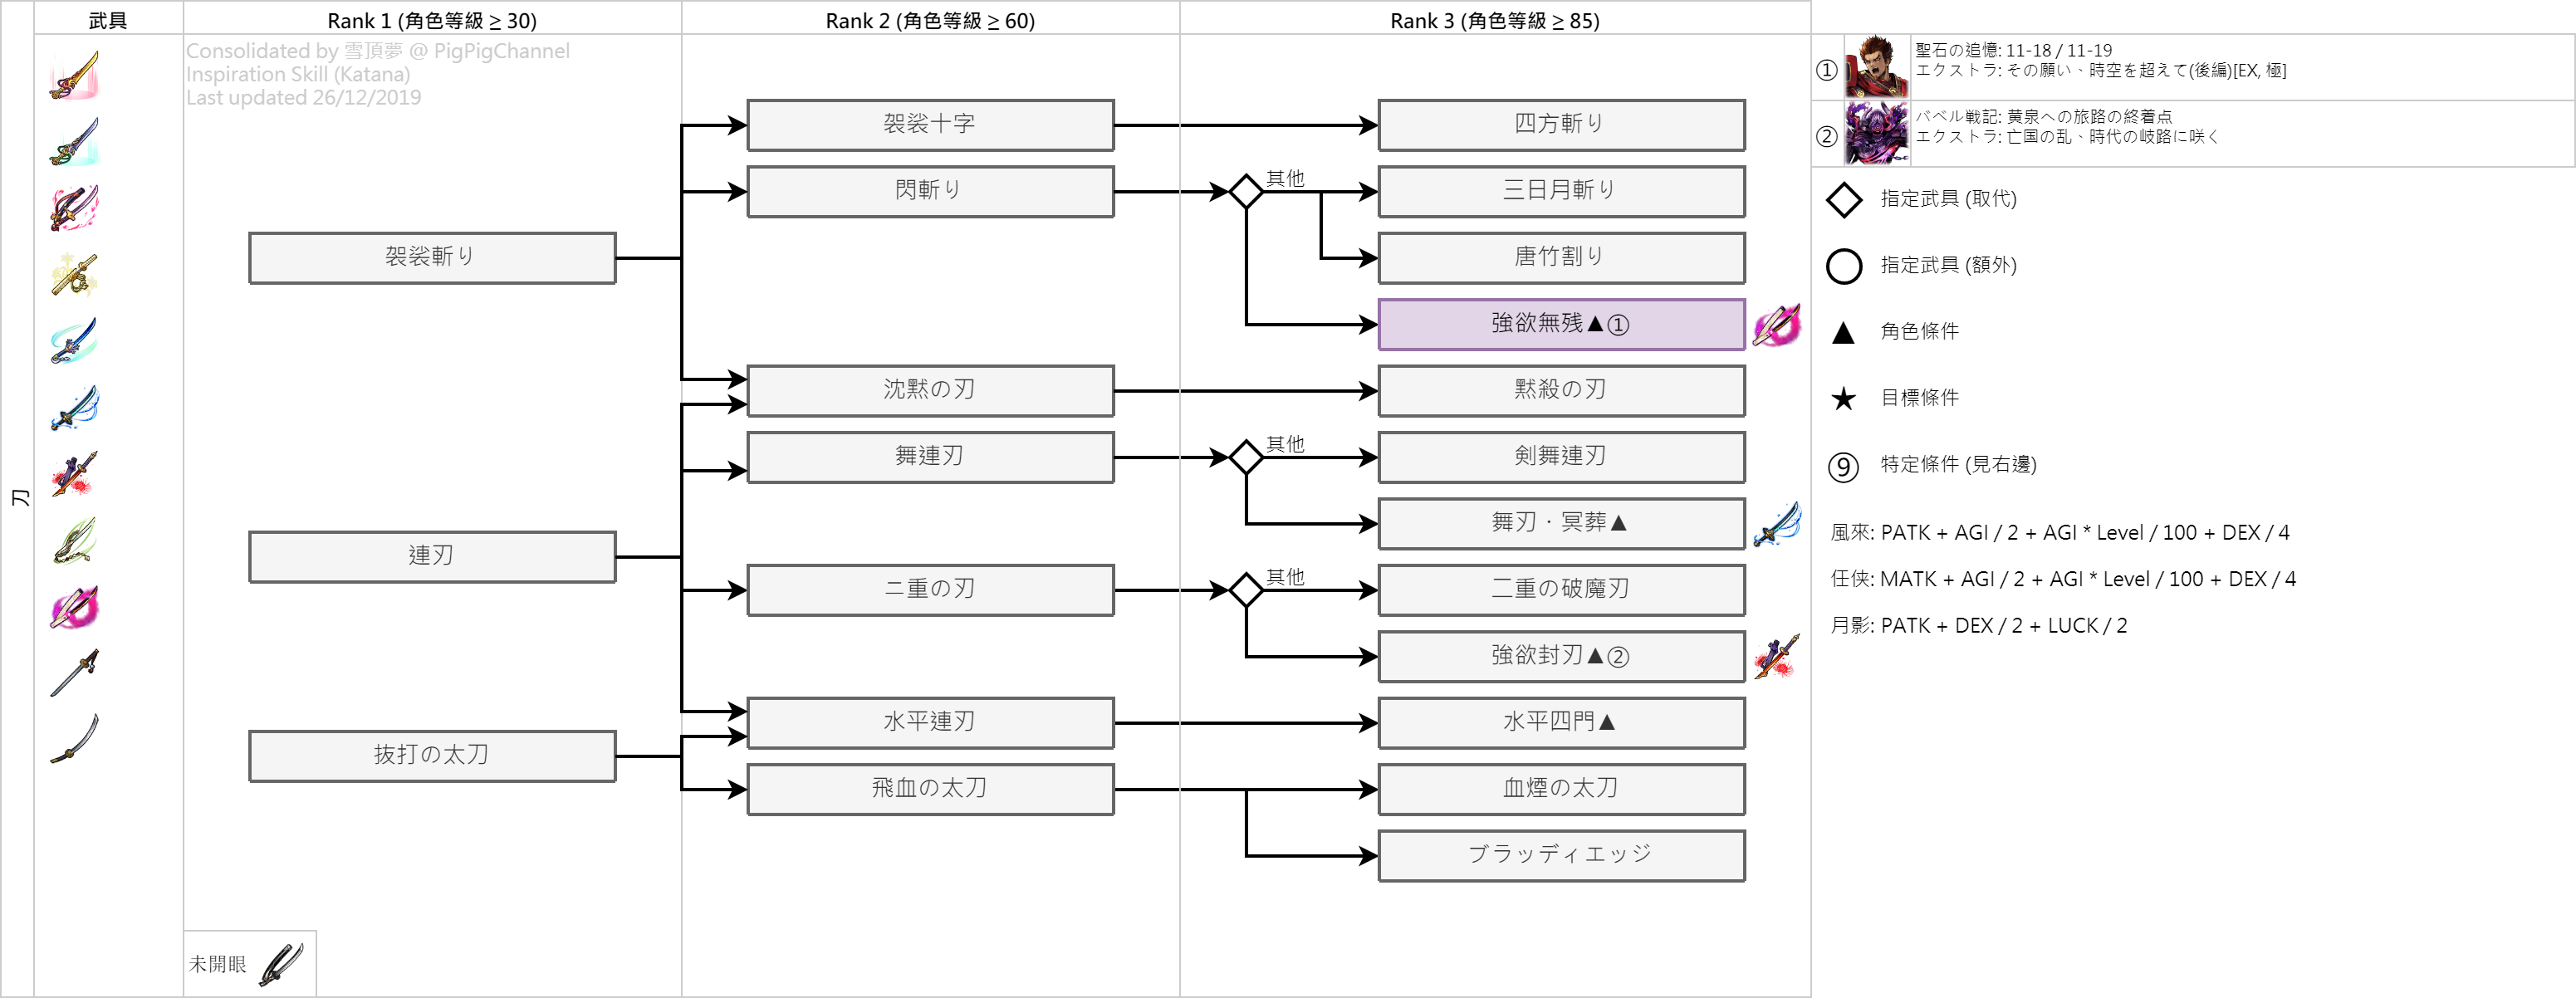 武具
Rank 1 (角色等級 ≥ 30)
Rank 2 (角色等級 ≥ 60)
Rank 3 (角色等級 ≥ 85)
Consolidated by 雪頂夢 @ PigPigChannel
Inspiration Skill (Katana)
Last updated 26/12/2019
刀
袈裟斬り
連刃
抜打の太刀
未開眼
袈裟十字
閃斬り
沈黙の刃
舞連刃
二重の刃
水平連刃
飛血の太刀
其他
其他
其他
四方斬り
三日月斬り
唐竹割り
強欲無残▲①
黙殺の刃
剣舞連刃
舞刃・冥葬▲
二重の破魔刃
強欲封刃▲②
水平四門▲
血煙の太刀
ブラッディエッジ
①
聖石の追憶: 11-18 / 11-19
エクストラ: その願い、時空を超えて(後編)[EX, 極]
②
バベル戦記: 黄泉への旅路の終着点
エクストラ: 亡国の乱、時代の岐路に咲く
指定武具 (取代)
指定武具 (額外)
▲ 角色條件
★ 目標條件
⑨ 特定條件 (見右邊)
風來: PATK + AGI / 2 + AGI * Level / 100 + DEX / 4
任侠: MATK + AGI / 2 + AGI * Level / 100 + DEX / 4
月影: PATK + DEX / 2 + LUCK / 2